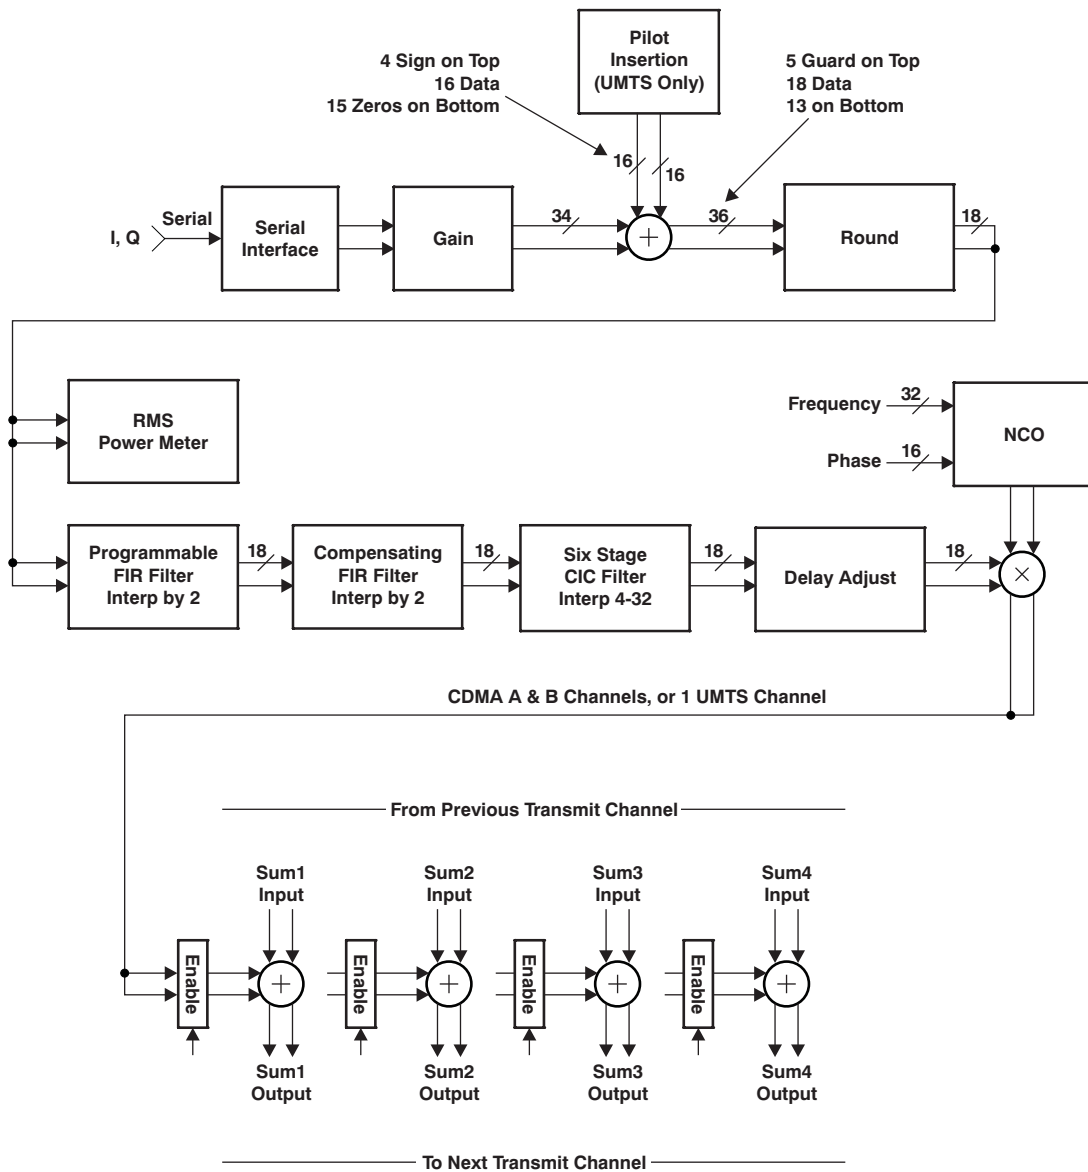 Pilot
Insertion
(UMTS Only)
4 Sign on Top
16 Data
15 Zeros on Bottom
5 Guard on Top
18 Data
13 on Bottom
16
16
I, Q
Serial
Serial
Interface
Gain
34
+
36
Round
18
RMS
Power Meter
Frequency
32
Phase
16
NCO
Programmable
FIR Filter
Interp by 2
18
Compensating
FIR Filter
Interp by 2
18
Six Stage
CIC Filter
Interp 4-32
18
Delay Adjust
18
×
CDMA A & B Channels, or 1 UMTS Channel
From Previous Transmit Channel
Sum1
Input
Sum2
Input
Sum3
Input
Sum4
Input
Enable
+
Enable
+
Enable
+
Enable
+
Sum1
Output
Sum2
Output
Sum3
Output
Sum4
Output
To Next Transmit Channel